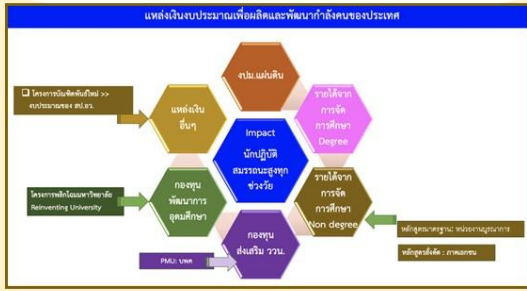 แหล่งเงินงบประมาณเพื่อผลิตและพัฒนากำลังคนของประเทศ
งปม.แผ่นดิน
❑ โครงการบัณฑิตพันธุ์ใหม่ >>
งบประมาณของ สป.อว.
แหล่งเงิน
อื่นๆ
รายได้จาก
การจัด
การศึกษา
Degree
Impact
นักปฏิบัติ
สมรรถนะสูงทุก
ช่วงวัย
โครงการพลิกโฉมมหาวิทยาลัย
Reinventing University
กองทุน
พัฒนาการ
อุดมศึกษา
รายได้จาก
การจัด
การศึกษา
Non degree
หลักสูตรมาตรฐาน: หน่วยงานบูรณาการ
หลักสูตรสั่งตัด : ภาคเอกชน
กองทุน
ส่งเสริม ววน.
PMU: บพค